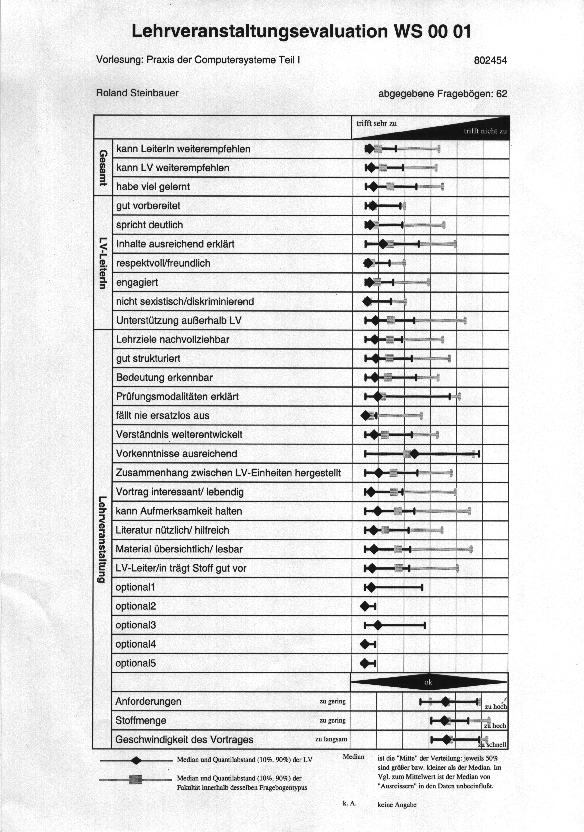 Lehrveranstaltungsevaluation WS 00 01
Vorlesung: Praxis der Computersysteme Teil I 802454
Roland Steinbauer abgegebene Fragebögen: 62
trifft sehr zu
trifft nicht zu
Gesamt
kann LeiterIn weiterempfehlen
kann LV weiterempfehlen
habe viel gelernt
LV-LeiterIn
gut vorbereitet
spricht deutlich
Inhalte ausreichend erklärt
respektvoll/freundlich
engagiert
nicht sexistisch/diskriminierend
Unterstützung außerhalb LV
Lehrveranstaltung
Lehrziele nachvollziehbar
gut strukturiert
Bedeutung erkennbar
Prüfungsmodalitäten erklärt
fällt nie ersatzlos aus
Verständnis weiterentwickelt
Vorkenntnisse ausreichend
Zusammenhang zwischen LV-Einheiten hergestellt
Vortrag interessant/ lebendig
kann Aufmerksamkeit halten
Literatur nützlich/ hilfreich
Material übersichtlich/ lesbar
LV-Leiter/in trägt Stoff gut vor
optional1
optional2
optional3
optional4
optional5
ok
Anforderungen zu gering zu hoch
Stoffmenge zu gering zu hoch
Geschwindigkeit des Vortrages zu langsam zu schnell
Median und Quantilabstand (10%, 90%) der LV
Median und Quantilabstand (10%, 90%) der
Fakultät innerhalb desselben Fragebogentypus
Median ist die "Mitte" der Verteilung: jeweils 50%
sind größer bzw. kleiner als der Median. Im
Vgl. zum Mittelwert ist der Median von
"Ausreissern" in den Daten unbeeinflußt.
k. A. keine Angabe